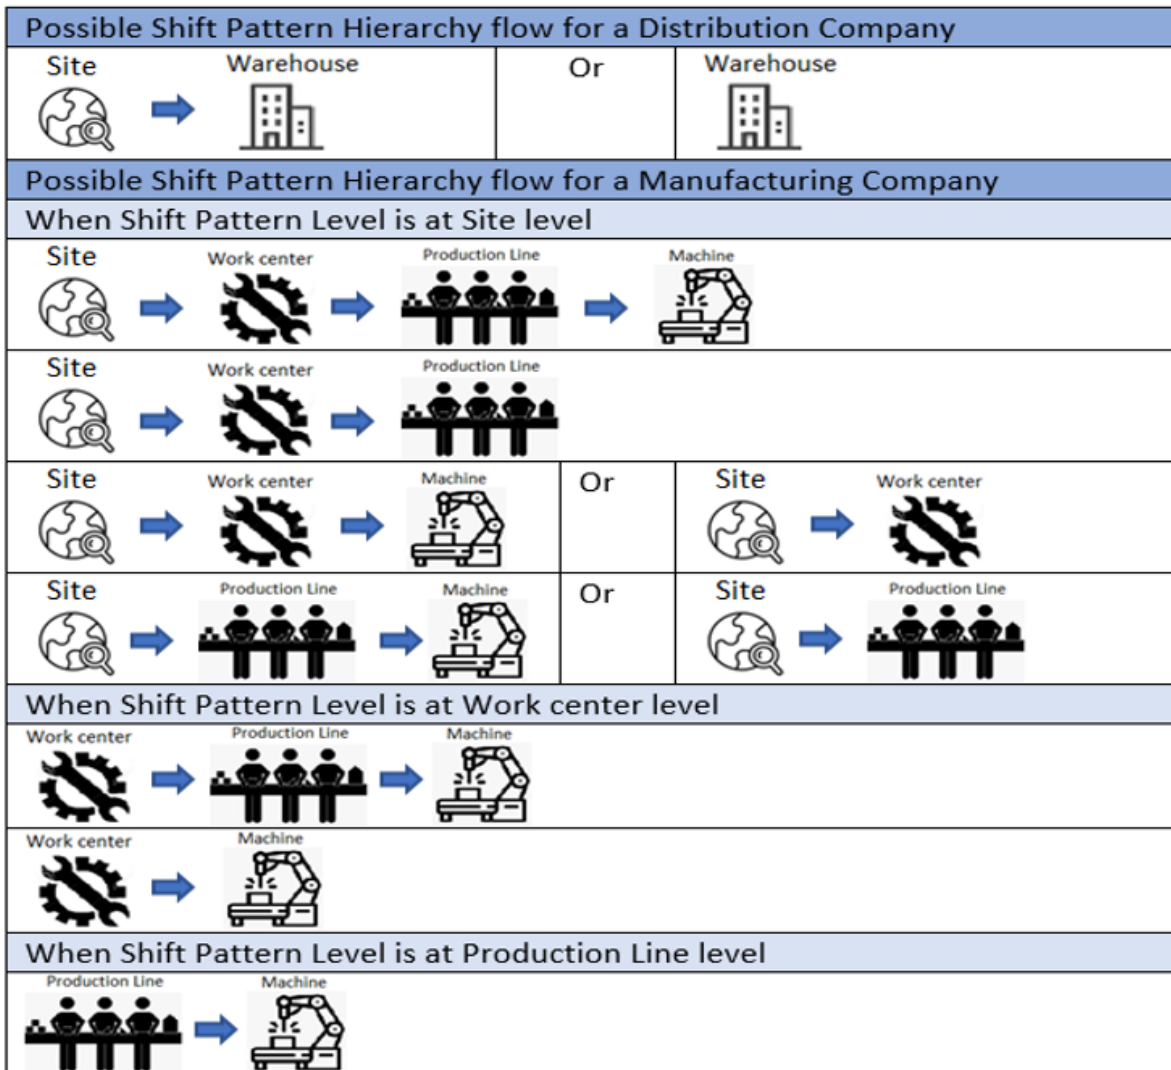 Possible Shift Pattern Hierarchy flow for a Distribution Company
Site Warehouse Or Warehouse
Possible Shift Pattern Hierarchy flow for a Manufacturing Company
When Shift Pattern Level is at Site level
Site Work center Production Line Machine
Site Work center Production Line
Site Work center Machine Or Site Work center
Site Production Line Machine Or Site Production Line
When Shift Pattern Level is at Work center level
Work center Production Line Machine
Work center Machine
When Shift Pattern Level is at Production Line level
Production Line Machine